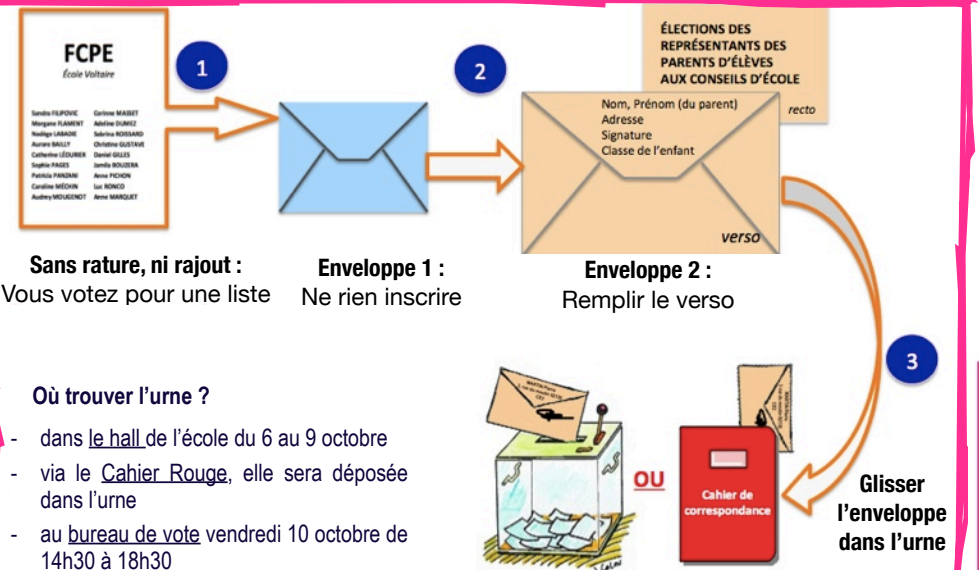 FCPE
École Voltaire
Sandra FILIPOVIC Corinne MASSET
Morgane FLAMENT Adeline DUMEZ
Nadège LABADIE Sabrina ROISSARD
Aurore BAILLY Christine GUSTAVE
Catherine LÉDURIER Daniel GILLES
Sophie PAGES Jamila BOUZERA
Patricia PANZANI Anne PICHON
Caroline MÉCHIN Luc RONCO
Audrey MOUGENOT Anne MARQUET
1
2
ÉLECTIONS DES
REPRÉSENTANTS DES
PARENTS D'ÉLÈVES
AUX CONSEILS D'ÉCOLE
recto
Nom, Prénom (du parent)
Adresse
Signature
Classe de l'enfant
verso
Sans rature, ni rajout :
Vous votez pour une liste
Enveloppe 1 :
Ne rien inscrire
Enveloppe 2 :
Remplir le verso
3
Où trouver l'urne ?
- dans le hall de l'école du 6 au 9 octobre
- via le Cahier Rouge, elle sera déposée
dans l'urne
- au bureau de vote vendredi 10 octobre de
14h30 à 18h30
MARTIN Pierre
CE2
OU
Cahier de
correspondance
Glisser
l'enveloppe
dans l'urne